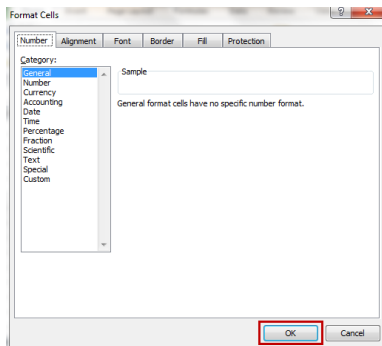 Format Cells
Number Alignment Font Border Fill Protection
Category:
General
Number
Currency
Accounting
Date
Time
Percentage
Fraction
Scientific
Text
Special
Custom
Sample
General format cells have no specific number format.
OK Cancel